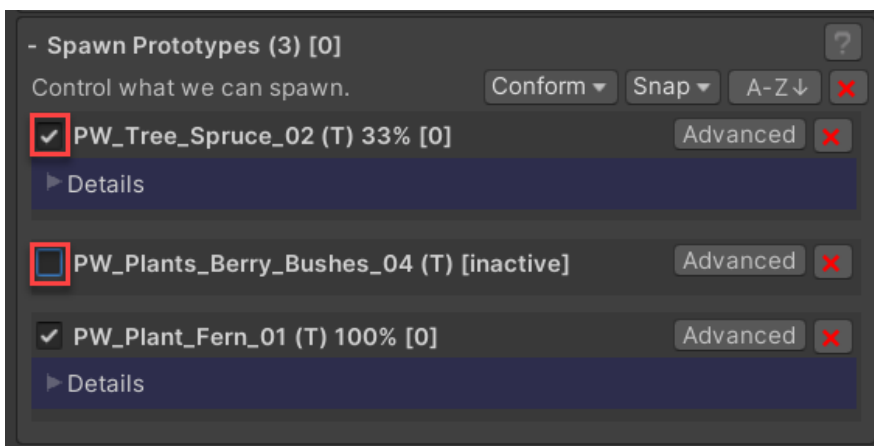 - Spawn Prototypes (3) [0] ?
Control what we can spawn. Conform Snap A-Z↓
PW_Tree_Spruce_02 (T) 33% [0] Advanced
Details
PW_Plants_Berry_Bushes_04 (T) [inactive] Advanced
PW_Plant_Fern_01 (T) 100% [0] Advanced
Details